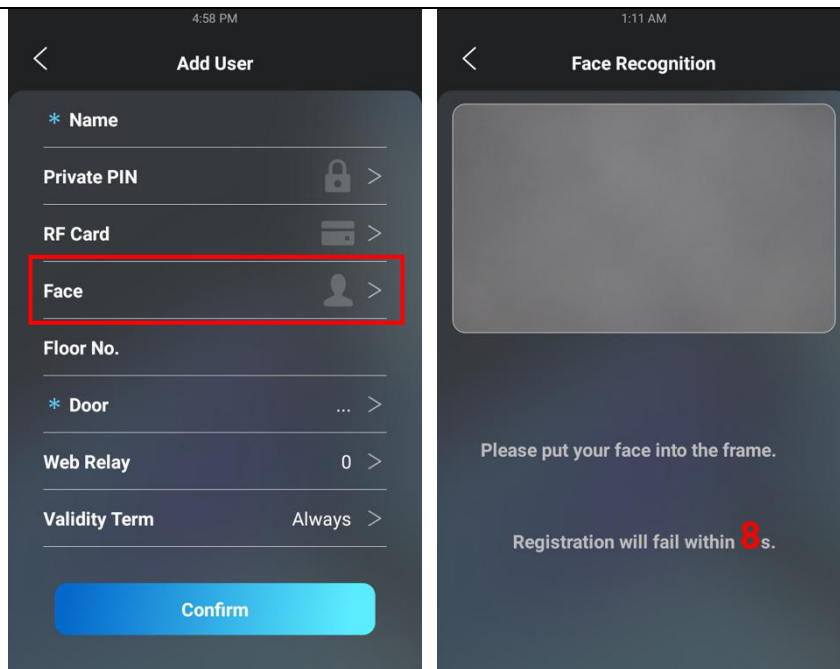 4:58 PM
Add User
* Name
Private PIN
RF Card
Face
Floor No.
* Door ...
Web Relay 0
Validity Term Always
Confirm
1:11 AM
Face Recognition
Please put your face into the frame.
Registration will fail within 8s.